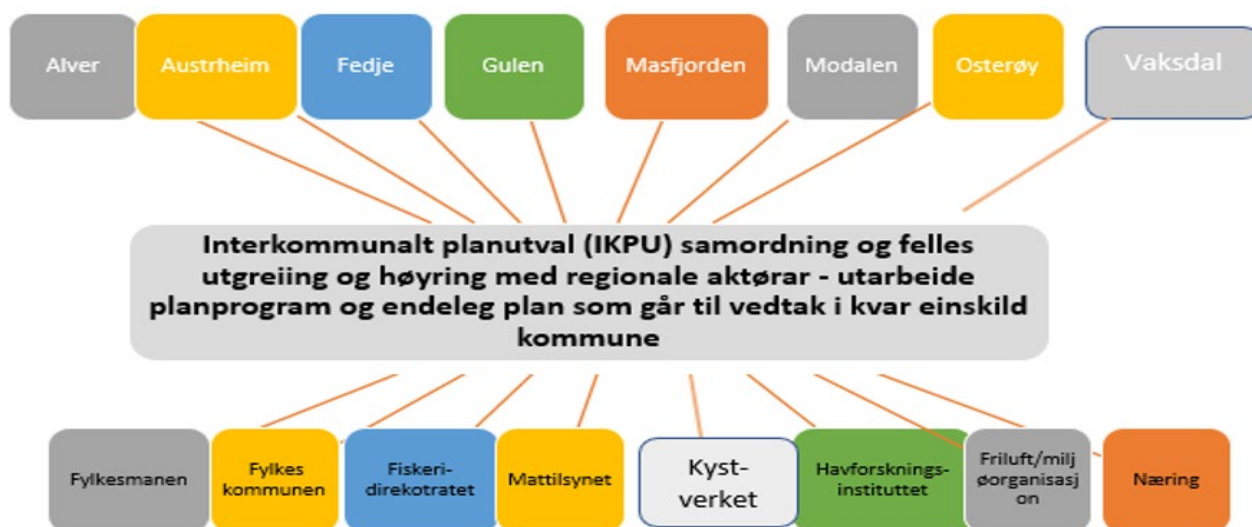 Alver
Austrheim
Fedje
Gulen
Masfjorden
Modalen
Osterøy
Vaksdal
Interkommunalt planutval (IKPU) samordning og felles
utgreiing og høyring med regionale aktørar - utarbeide
planprogram og endeleg plan som går til vedtak i kvar einskild
kommune
Fylkesmanen
Fylkes
kommunen
Fiskeri-
direkotratet
Mattilsynet
Kyst-
verket
Havforsknings-
instituttet
Friluft/milj
øorganisasj
on
Næring